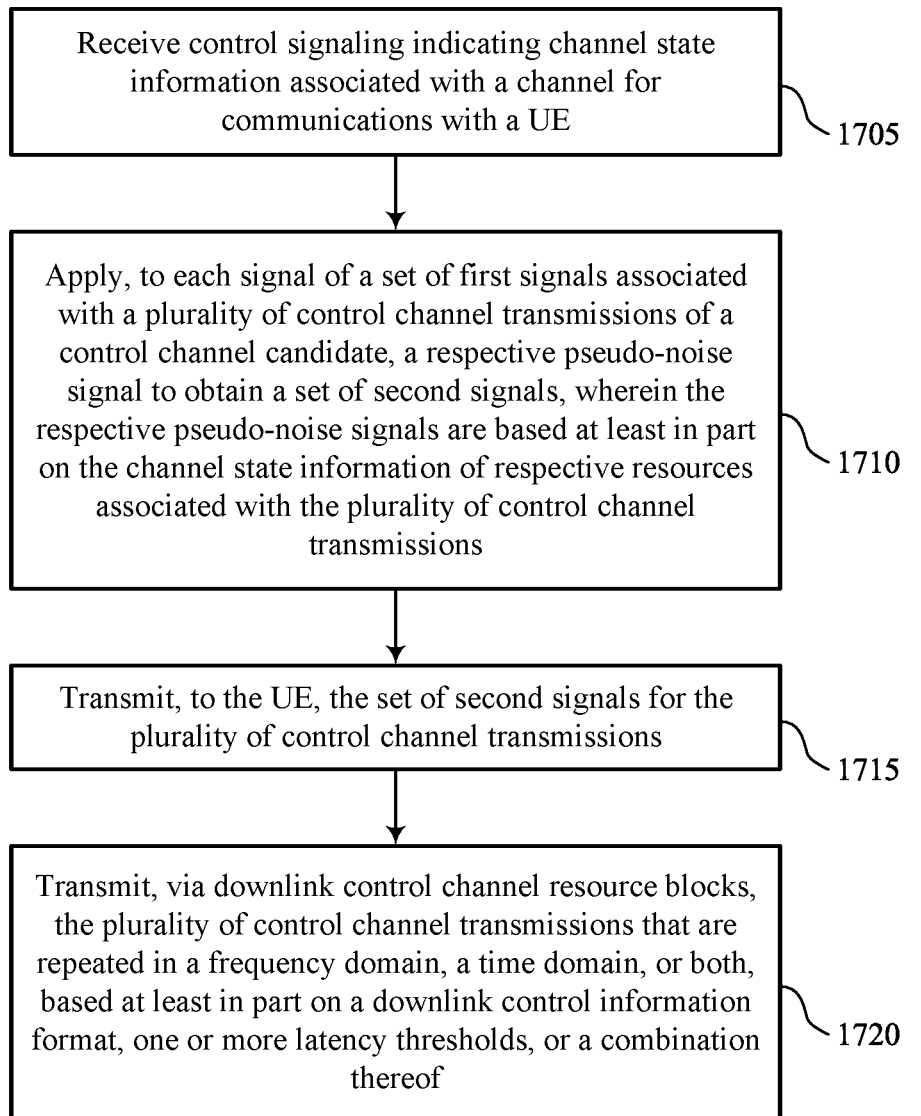 Receive control signaling indicating channel state
information associated with a channel for
communications with a UE
1705
Apply, to each signal of a set of first signals associated
with a plurality of control channel transmissions of a
control channel candidate, a respective pseudo-noise
signal to obtain a set of second signals, wherein the
respective pseudo-noise signals are based at least in part
on the channel state information of respective resources
associated with the plurality of control channel
transmissions
1710
Transmit, to the UE, the set of second signals for the
plurality of control channel transmissions
1715
Transmit, via downlink control channel resource blocks,
the plurality of control channel transmissions that are
repeated in a frequency domain, a time domain, or both,
based at least in part on a downlink control information
format, one or more latency thresholds, or a combination
thereof
1720